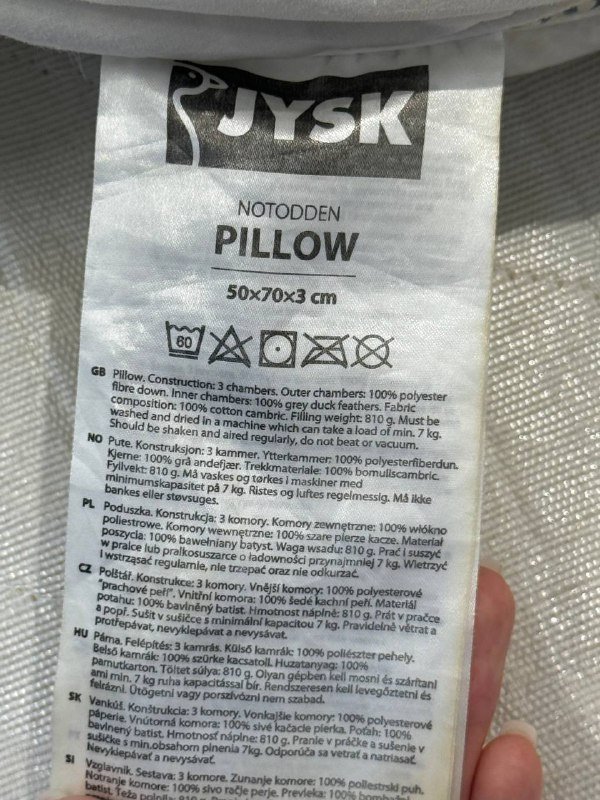 JYSK
NOTODDEN
PILLOW
50×70×3 cm
60
GB Pillow. Construction: 3 chambers. Outer chambers: 100% polyester
fibre down. Inner chambers: 100% grey duck feathers. Fabric
composition: 100% cotton cambric. Filling weight: 810 g. Must be
washed and dried in a machine which can take a load of min. 7 kg.
Should be shaken and aired regularly, do not beat or vacuum.
NO Pute. Konstruksjon: 3 kammer. Ytterkammer: 100% polyesterfiberdun.
Kjerne: 100% grå andefjær. Trekkmateriale: 100% bomullscambric.
Fyllvekt: 810 g. Må vaskes og tørkes i maskiner med
minimumskapasitet på 7 kg. Ristes og luftes regelmessig. Må ikke
bankes eller støvsuges.
PL Poduszka. Konstrukcja: 3 komory. Komory zewnętrzne: 100% włókno
poliestrowe. Komory wewnętrzne: 100% szare pierze kacze. Materiał
poszycia: 100% bawełniany batyst. Waga wsadu: 810 g. Prać i suszyć
w pralce lub pralkosuszarce o ładowności przynajmniej 7 kg. Wietrzyć
i wstrząsać regularnie, nie trzepać oraz nie odkurzać.
CZ Polštář. Konstrukce: 3 komory. Vnější komory: 100% polyesterové
"prachové peří". Vnitřní komora: 100% šedé kachní peří. Materiál
potahu: 100% bavlněný batist. Hmotnost náplně: 810 g. Prát v pračce
a popř. Sušit v sušičce s minimální kapacitou 7 kg. Pravidelně větrat a
protřepávat, nevyklepávat a nevysávat.
HU Párna. Felépítés: 3 kamrás. Külső kamrák: 100% poliészter pehely.
Belső kamrák: 100% szürke kacsatoll. Huzatanyag: 100%
pamutkarton. Töltet súlya: 810 g. Olyan gépben kell mosni és szárítani
ami min. 7 kg ruha kapacitással bír. Rendszeresen kell levegőztetni és
felrázni. Ütögetni vagy porszívózni nem szabad.
SK Vankúš. Konštrukcia: 3 komory. Vonkajšie komory: 100% polyesterové
páperie. Vnútorná komora: 100% sivé kačacie pierka. Poťah: 100%
bavlnený batist. Hmotnosť náplne: 810 g. Pranie v práčke a sušenie v
sušičke s min.obsahom plnenia 7kg. Odporúča sa vetrať a natriasať.
Nevyklepávať a nevysávať.
SI Vzglavnik. Sestava: 3 komore. Zunanje komore: 100% poliestrski puh.
Notranje komore: 100% sivo račje perje. Prevleka: 100% bombažni
batist. Teža polnila: 810 g.